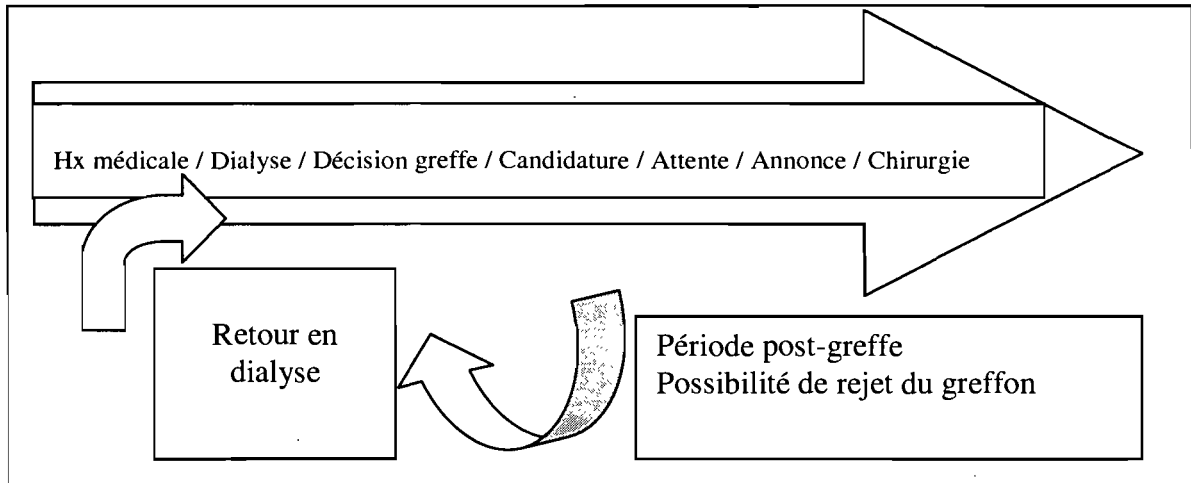 Hx médicale / Dialyse / Décision greffe / Candidature / Attente / Annonce / Chirurgie
Retour en
dialyse
Période post-greffe
Possibilité de rejet du greffon